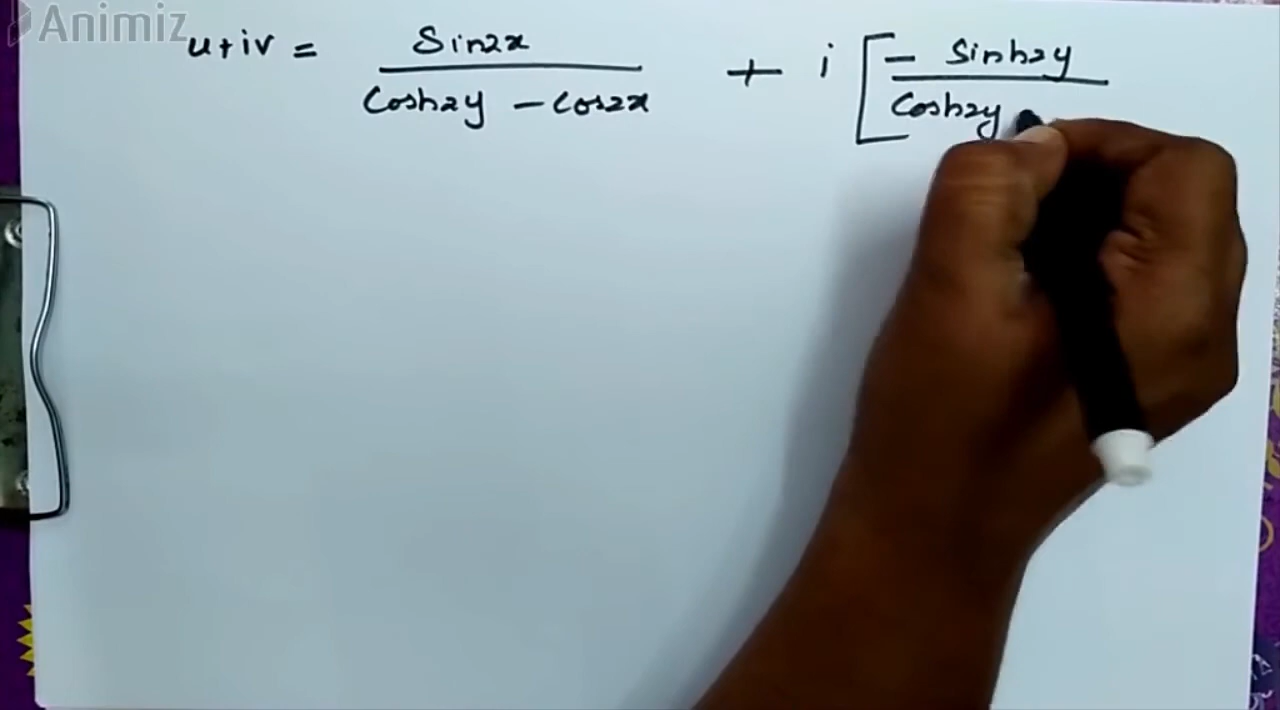 Animiz
u+iv = Sin2x / Cosh2y - Cos2x + i [ - Sinh2y / Cosh2y